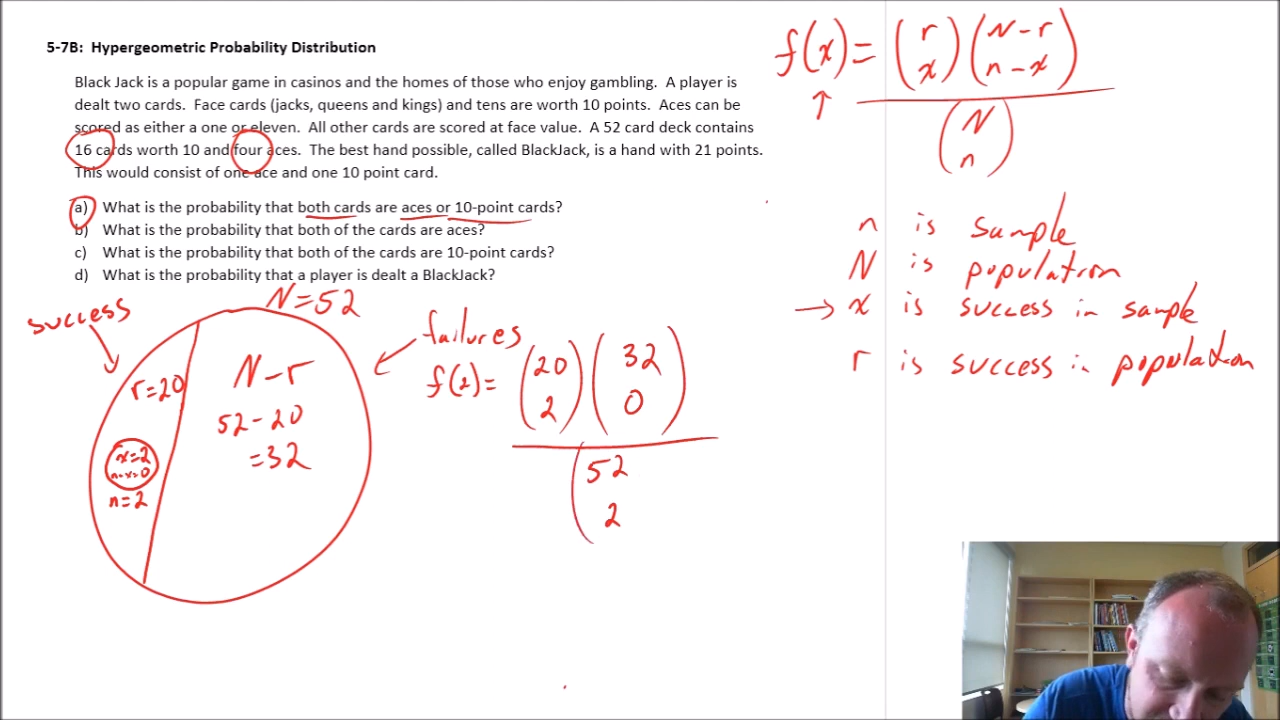 5-7B: Hypergeometric Probability Distribution
Black Jack is a popular game in casinos and the homes of those who enjoy gambling. A player is
dealt two cards. Face cards (jacks, queens and kings) and tens are worth 10 points. Aces can be
scored as either a one or eleven. All other cards are scored at face value. A 52 card deck contains
16 cards worth 10 and four aces. The best hand possible, called BlackJack, is a hand with 21 points.
This would consist of one ace and one 10 point card.
a) What is the probability that both cards are aces or 10-point cards?
b) What is the probability that both of the cards are aces?
c) What is the probability that both of the cards are 10-point cards?
d) What is the probability that a player is dealt a BlackJack?
f(x) = (r x) (N-r n-x)
(N n)
n is sample
N is population
→ x is success in sample
r is success in population
N=52
success
failures
r=20
N-r
52-20
=32
x=2
n-x=0
n=2
f(2) = (20 2) (32 0)
(52 2